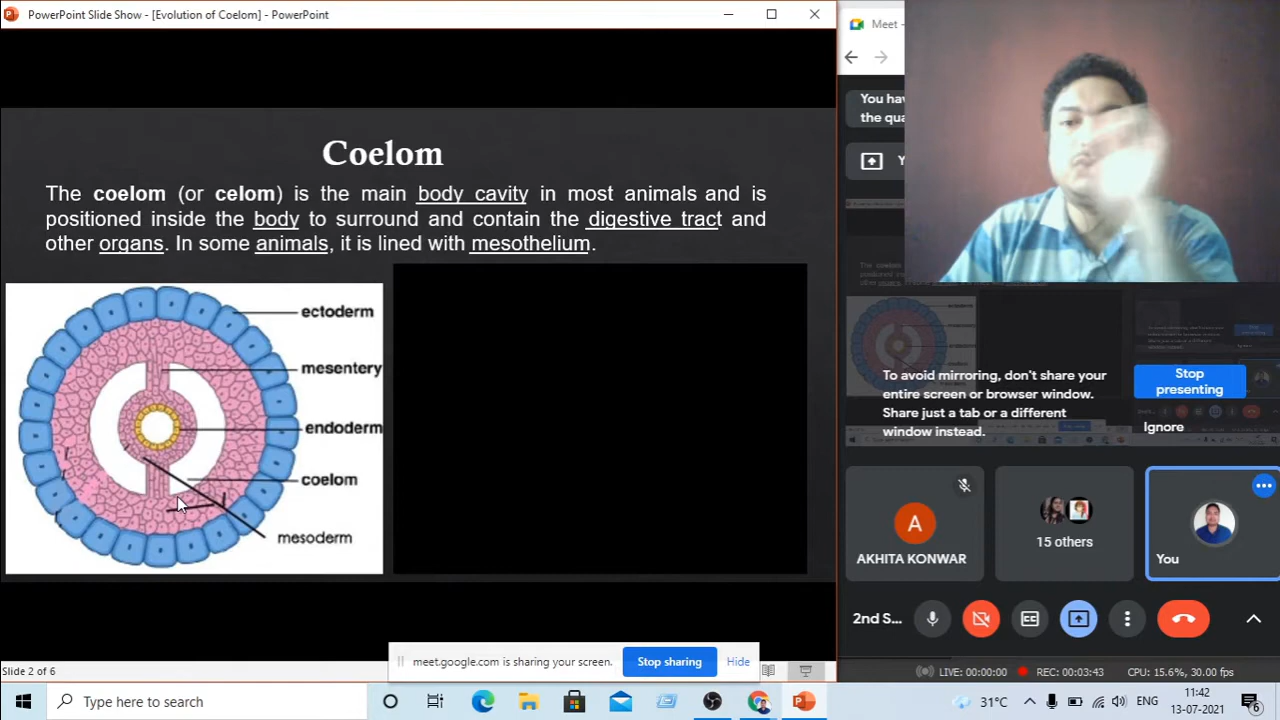 PowerPoint Slide Show - [Evolution of Coelom] - PowerPoint
Coelom
The coelom (or celom) is the main body cavity in most animals and is
positioned inside the body to surround and contain the digestive tract and
other organs. In some animals, it is lined with mesothelium.
ectoderm
mesentery
endoderm
coelom
mesoderm
Slide 2 of 6
meet.google.com is sharing your screen.
Stop sharing
Hide
Meet -
You hav
the qua
Y
To avoid mirroring, don't share your
entire screen or browser window.
Share just a tab or a different
window instead.
Stop
presenting
Ignore
A
AKHITA KONWAR
15 others
You
2nd S...
LIVE: 00:00:00
REC: 00:03:43
CPU: 15.6%, 30.00 fps
Type here to search
31°C
ENG
11:42
13-07-2021
6